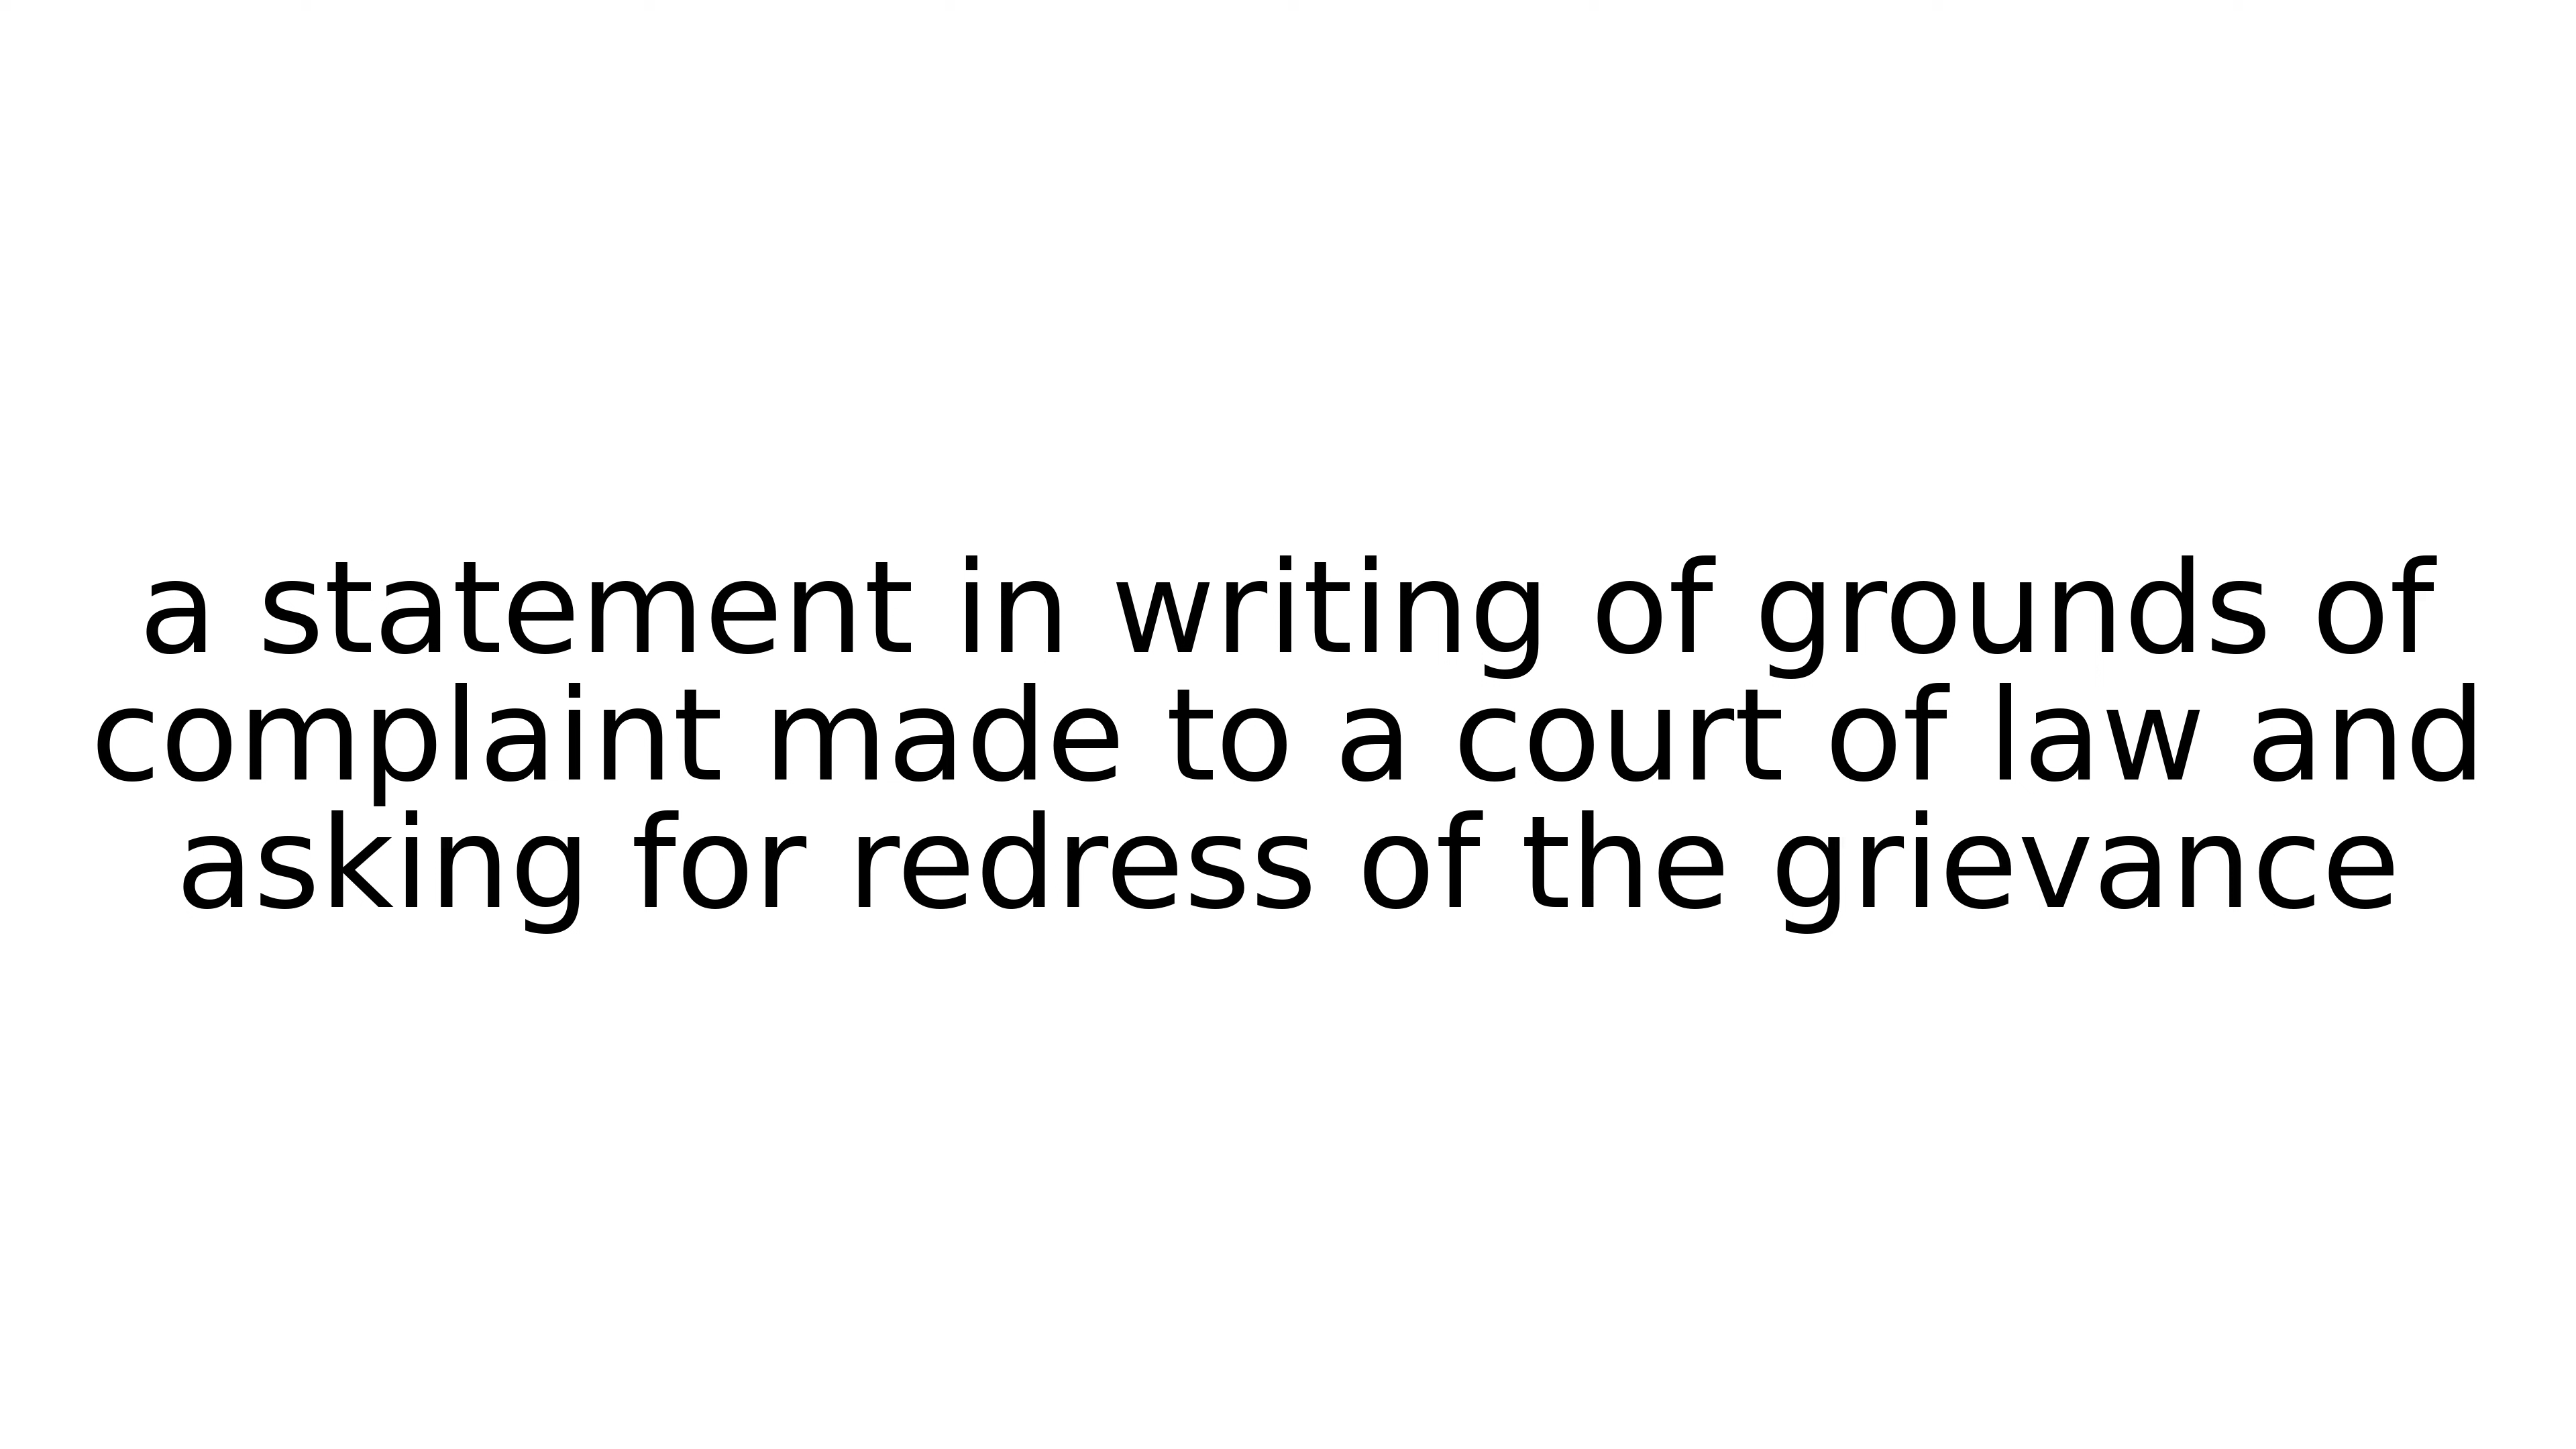 a statement in writing of grounds of
complaint made to a court of law and
asking for redress of the grievance